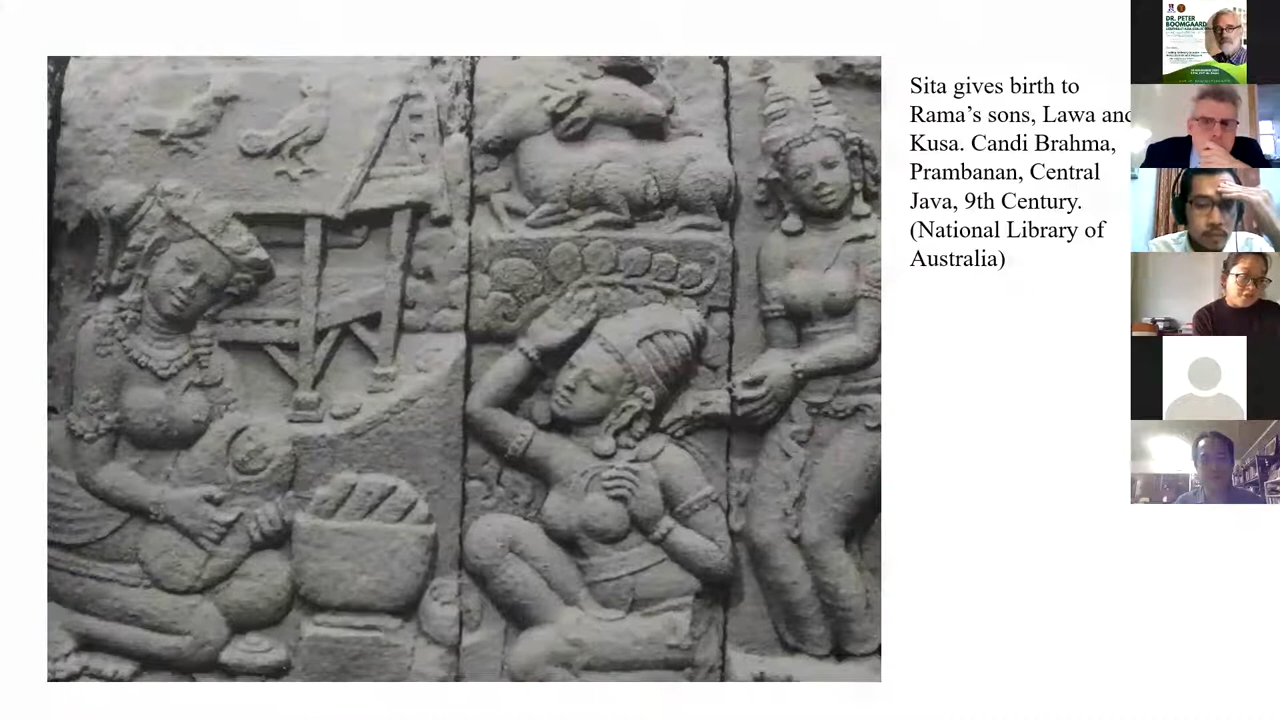 Sita gives birth to
Rama’s sons, Lawa and
Kusa. Candi Brahma,
Prambanan, Central
Java, 9th Century.
(National Library of
Australia)
DR. PETER
BOOMGAARD